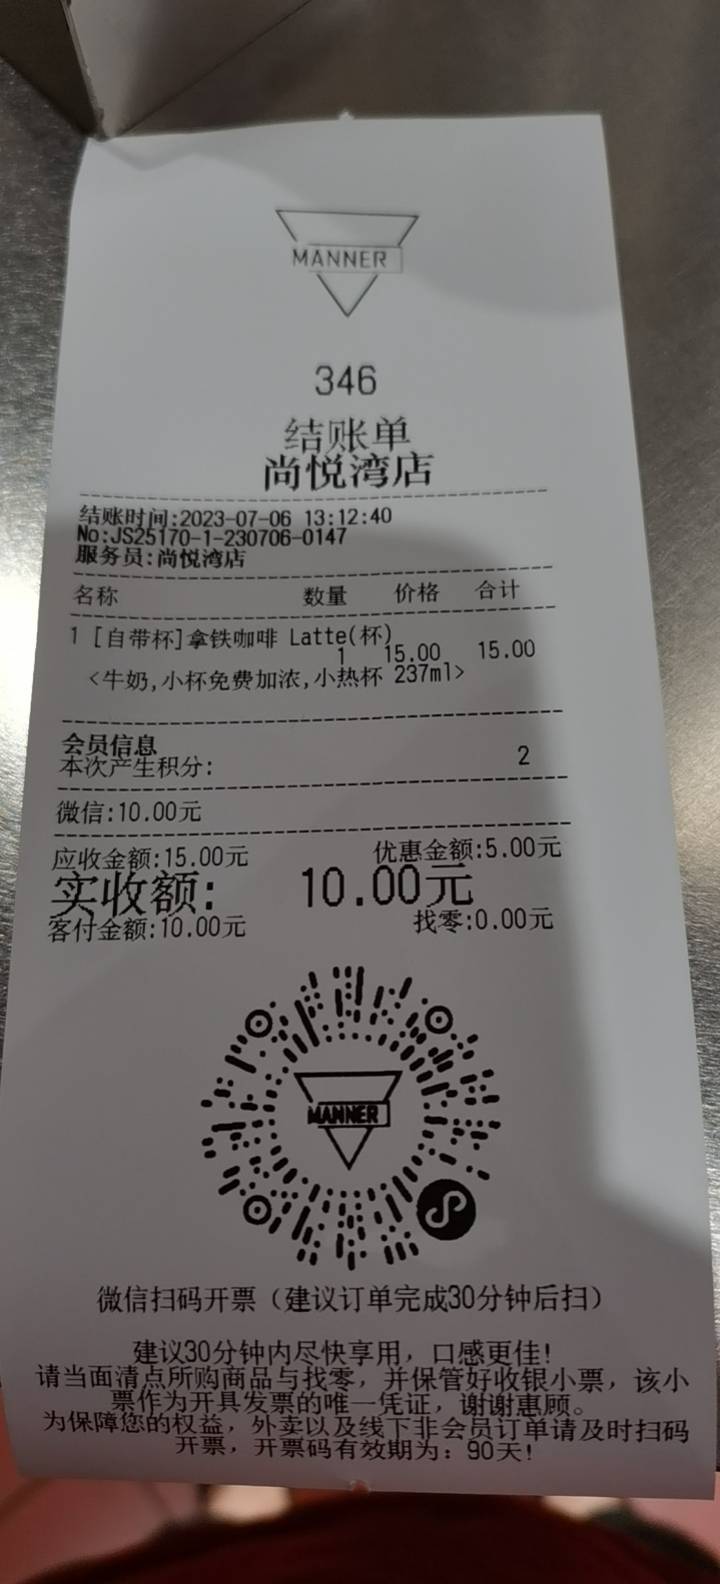 MANNER
346
结账单
尚悦湾店
结账时间:2023-07-06 13:12:40
No:JS25170-1-230706-0147
服务员:尚悦湾店
名称 数量 价格 合计
1 [自带杯]拿铁咖啡 Latte(杯)
1 15.00 15.00
<牛奶,小杯免费加浓,小热杯 237ml>
会员信息
本次产生积分: 2
微信:10.00元
应收金额:15.00元 优惠金额:5.00元
实收额: 10.00元
客付金额:10.00元 找零:0.00元
MANNER
微信扫码开票（建议订单完成30分钟后扫）
建议30分钟内尽快享用，口感更佳!
请当面清点所购商品与找零，并保管好收银小票，该小
票作为开具发票的唯一凭证，谢谢惠顾。
为保障您的权益，外卖以及线下非会员订单请及时扫码
开票，开票码有效期为：90天!